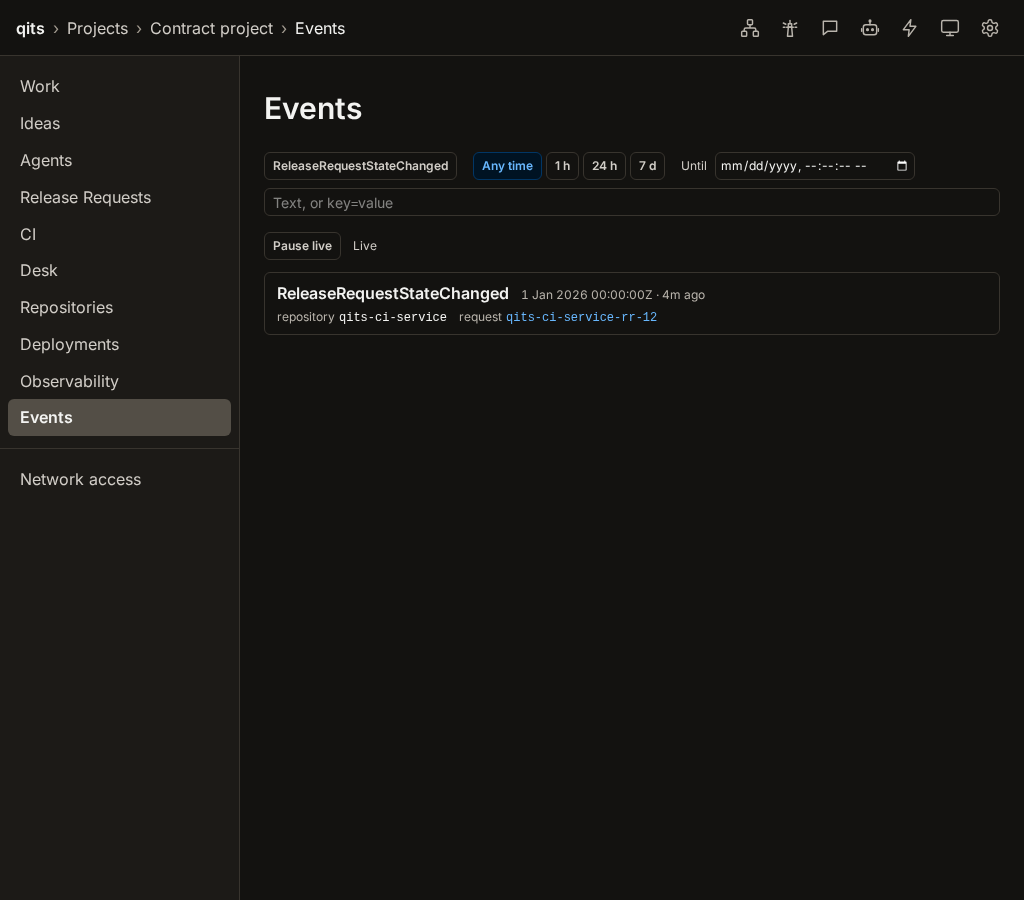 qits › Projects › Contract project › Events
Work
Ideas
Agents
Release Requests
CI
Desk
Repositories
Deployments
Observability
Events
Network access
Events
ReleaseRequestStateChanged Any time 1 h 24 h 7 d Until mm/dd/yyyy, --:--:-- --
Text, or key=value
Pause live Live
ReleaseRequestStateChanged 1 Jan 2026 00:00:00Z · 4m ago
repository qits-ci-service request qits-ci-service-rr-12